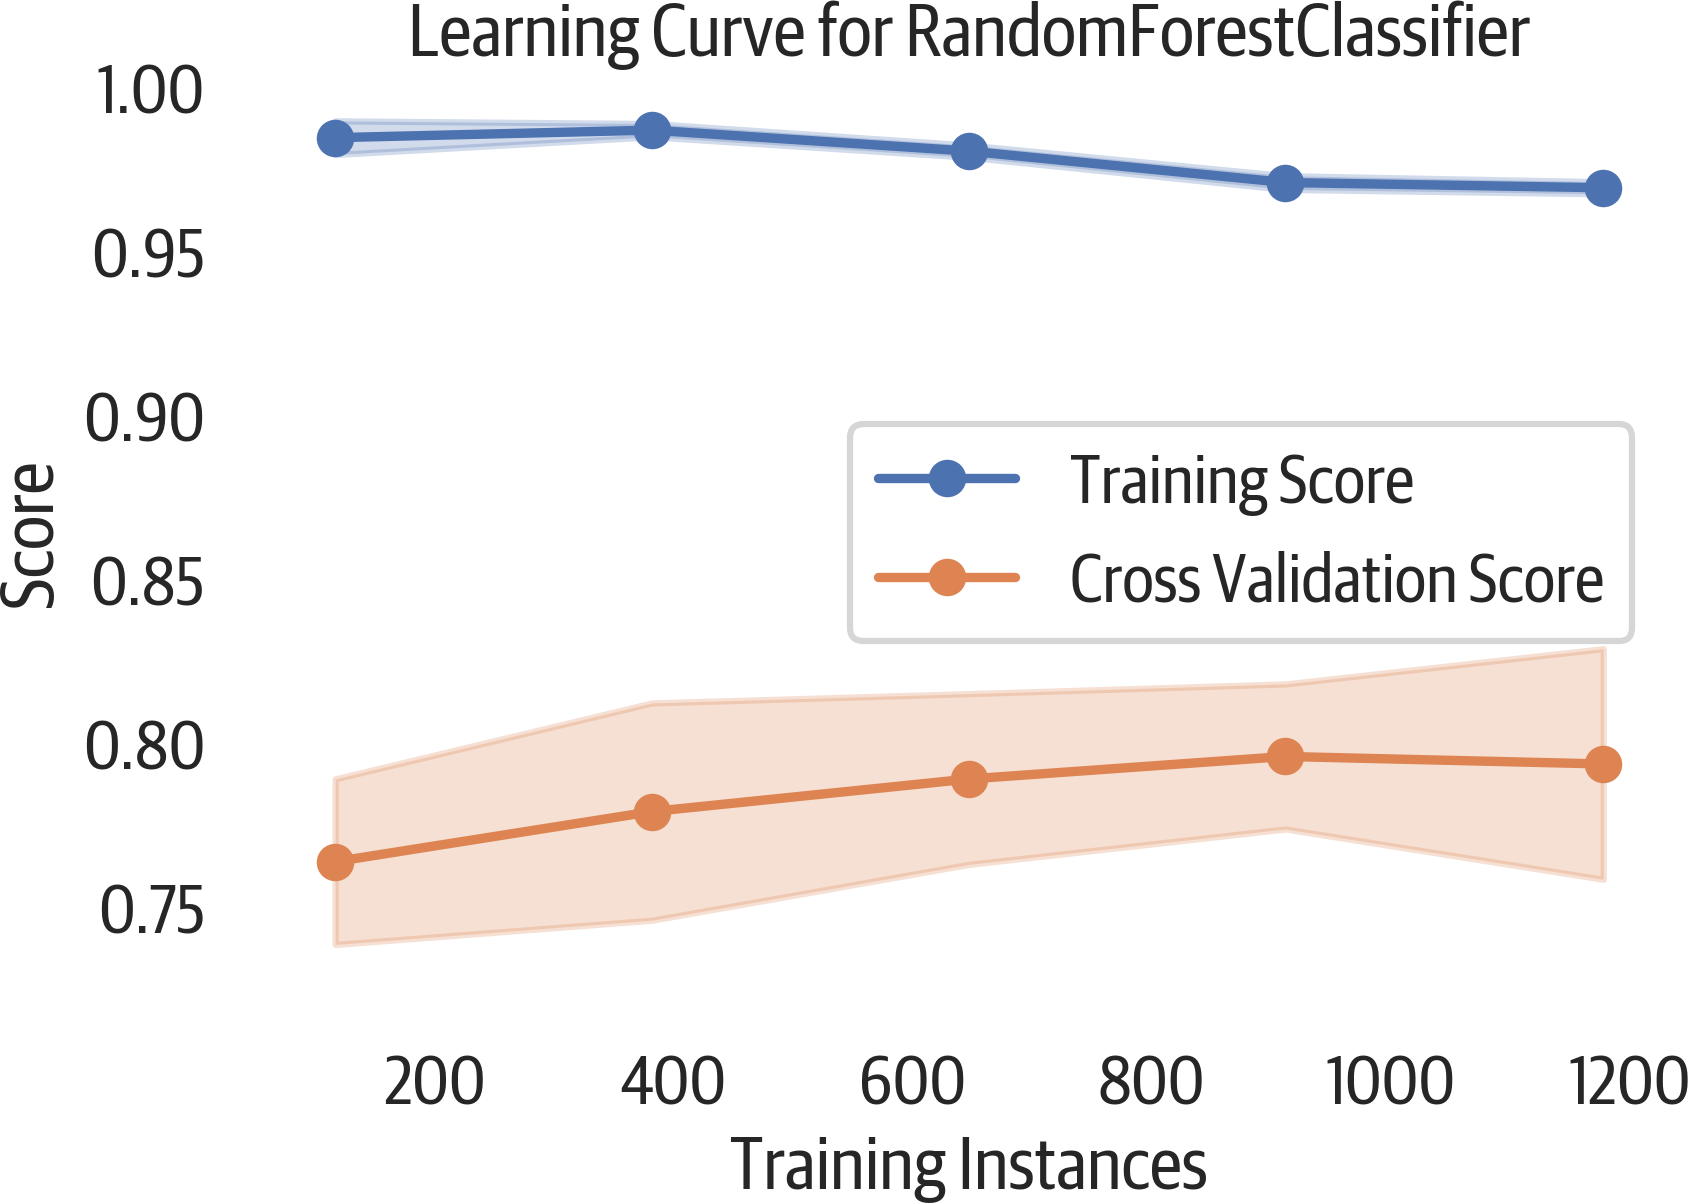 Learning Curve for RandomForestClassifier
1.00
0.95
0.90
0.85
0.80
0.75
Score
Training Score
Cross Validation Score
200 400 600 800 1000 1200
Training Instances